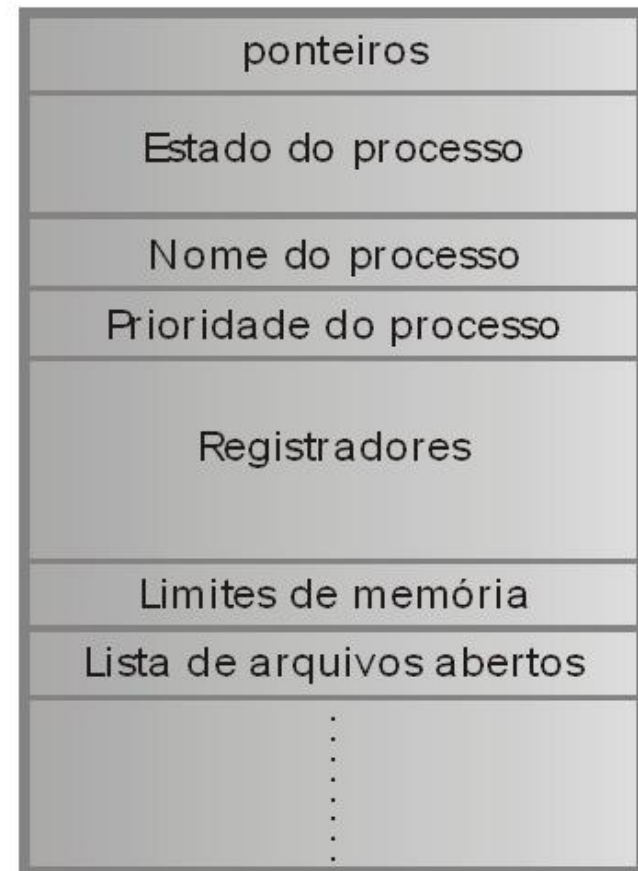 ponteiros
Estado do processo
Nome do processo
Prioridade do processo
Registradores
Limites de memória
Lista de arquivos abertos